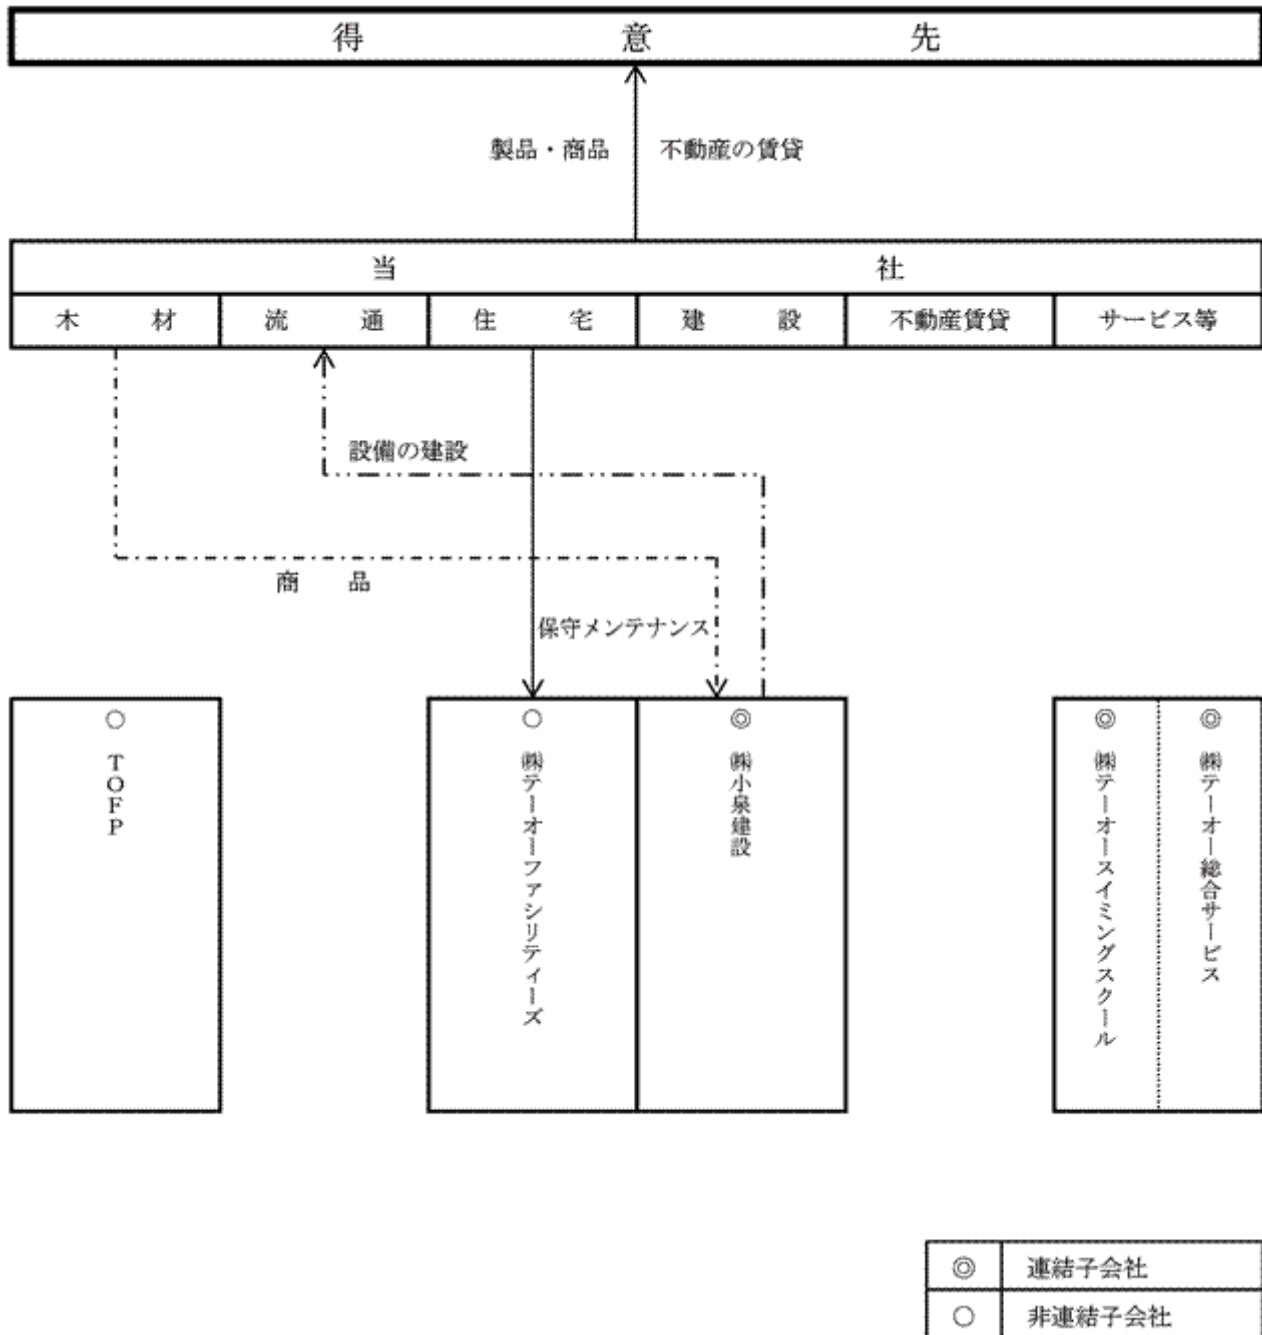 得意先
製品・商品 不動産の賃貸
当社
木材 流通 住宅 建設 不動産賃貸 サービス等
設備の建設
商品
保守メンテナンス
○ TOFP
○ ㈱テーオーファシリティーズ
◎ ㈱小泉建設
◎ ㈱テーオースイミングスクール
◎ ㈱テーオー総合サービス
◎ 連結子会社
○ 非連結子会社